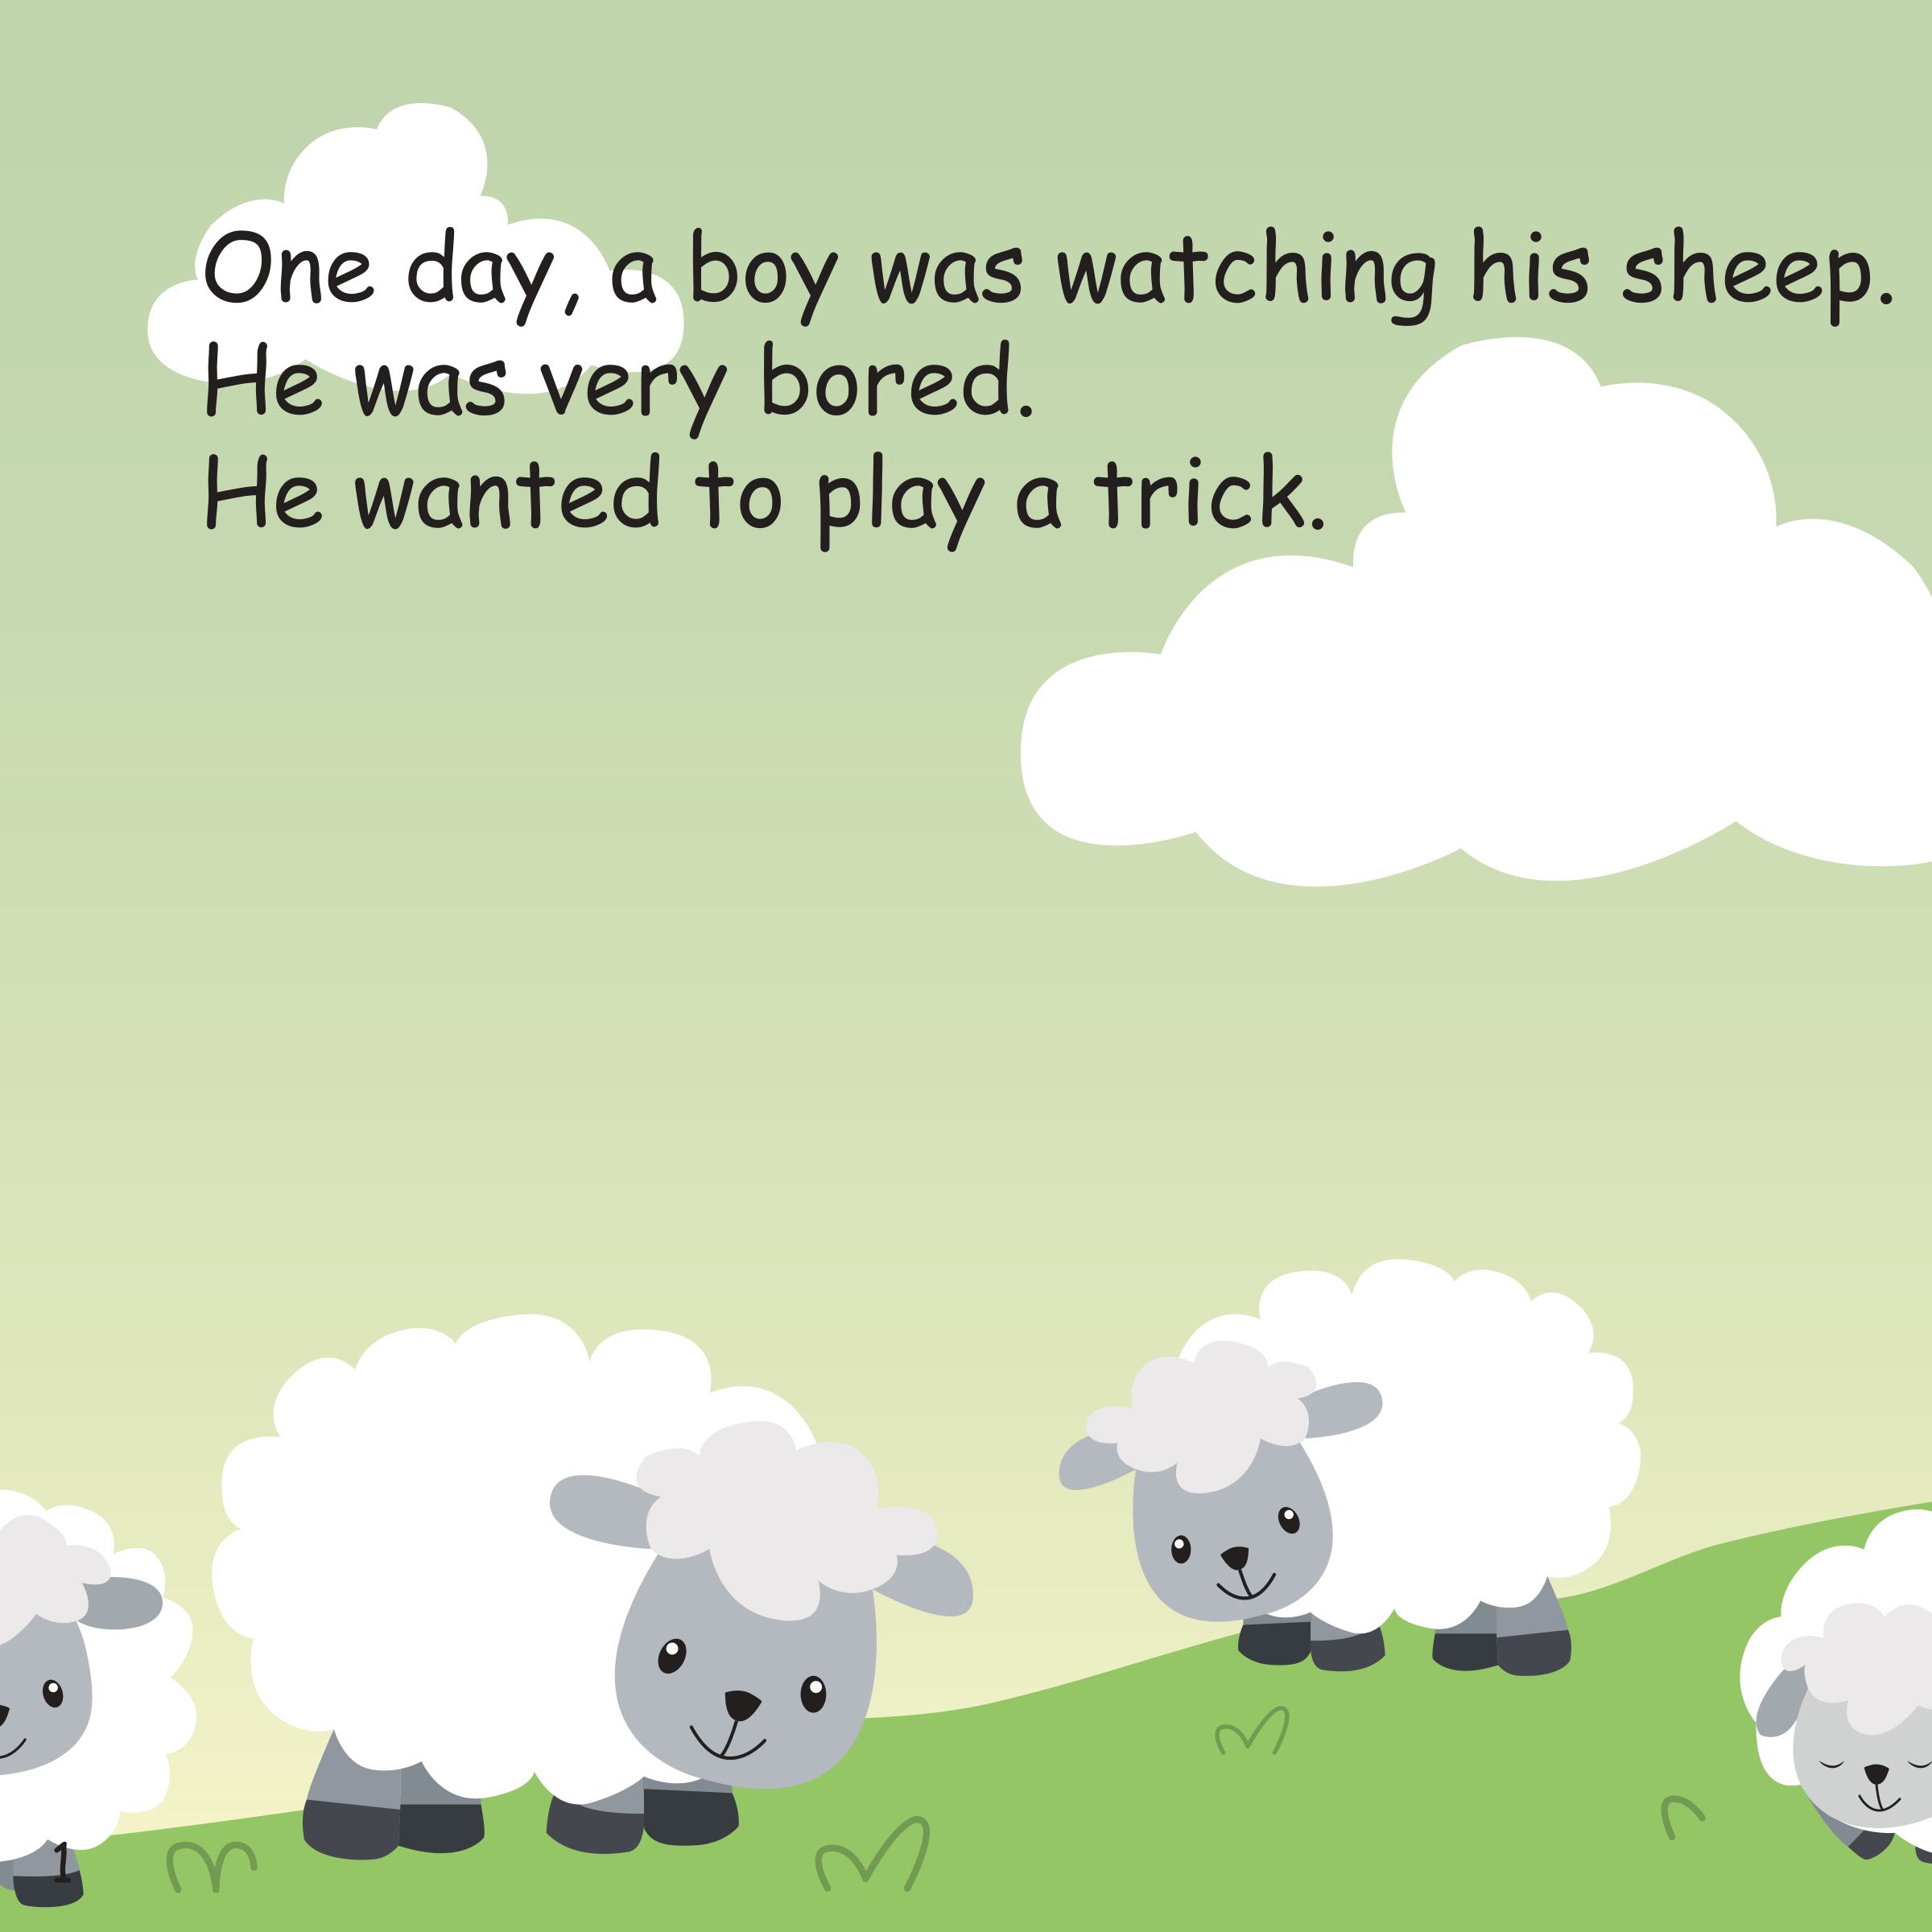 One day, a boy was watching his sheep.
He was very bored.
He wanted to play a trick.
1